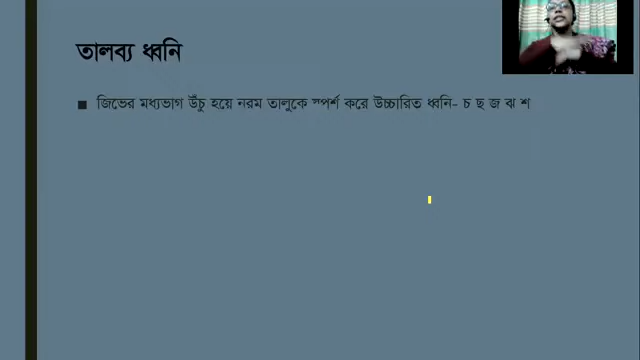 তালব্য ধ্বনি
জিভের মধ্যভাগ উঁচু হয়ে নরম তালুকে স্পর্শ করে উচ্চারিত ধ্বনি- চ ছ জ ঝ শ